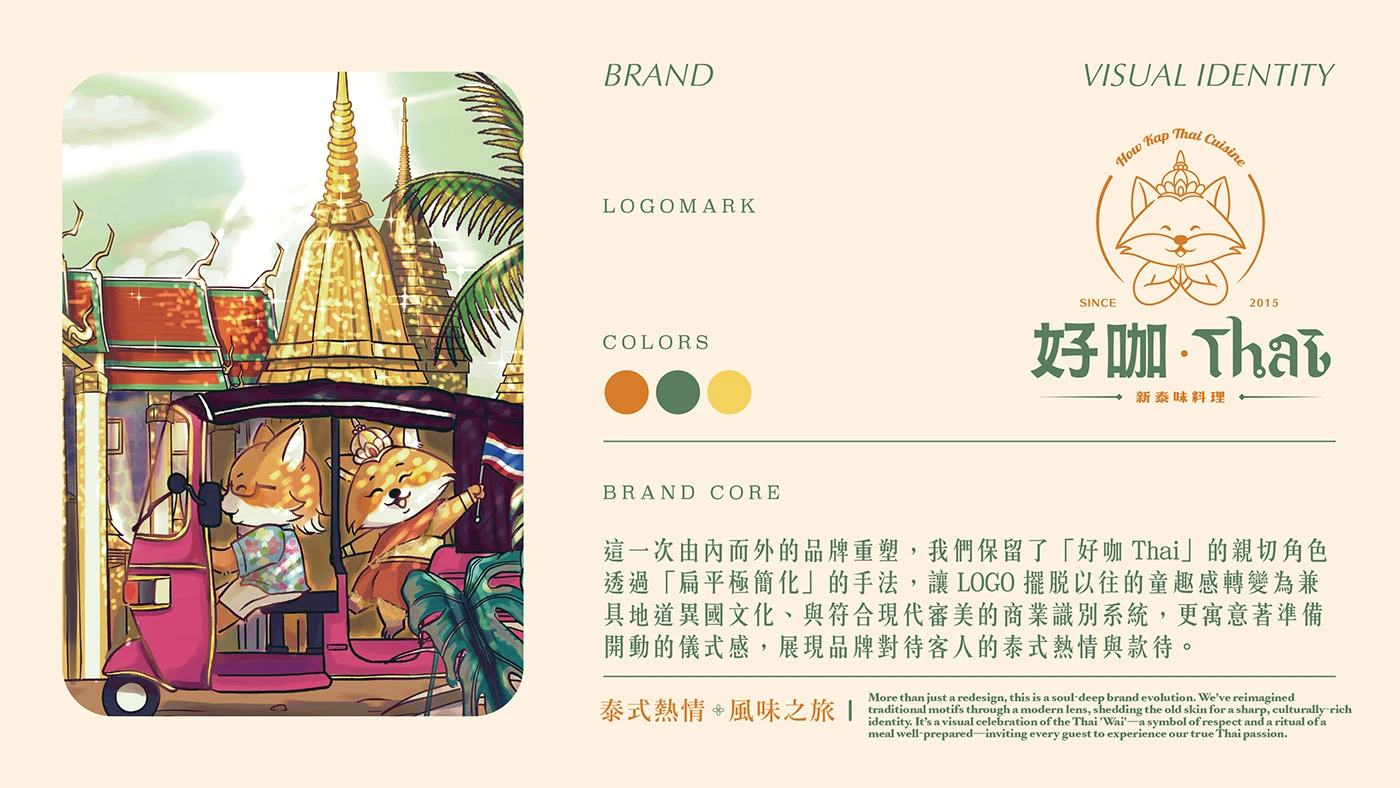 BRAND
VISUAL IDENTITY
LOGOMARK
How Kap Thai Cuisine
SINCE
2015
好咖·Thai
新泰味料理
COLORS
BRAND CORE
這一次由內而外的品牌重塑，我們保留了「好咖 Thai」的親切角色
透過「扁平極簡化」的手法，讓 LOGO 擺脫以往的童趣感轉變為兼
具地道異國文化、與符合現代審美的商業識別系統，更寓意著準備
開動的儀式感，展現品牌對待客人的泰式熱情與款待。
泰式熱情 風味之旅
More than just a redesign, this is a soul-deep brand evolution. We've reimagined
traditional motifs through a modern lens, shedding the old skin for a sharp, culturally-rich
identity. It's a visual celebration of the Thai 'Wai'—a symbol of respect and a ritual of a
meal well-prepared—inviting every guest to experience our true Thai passion.